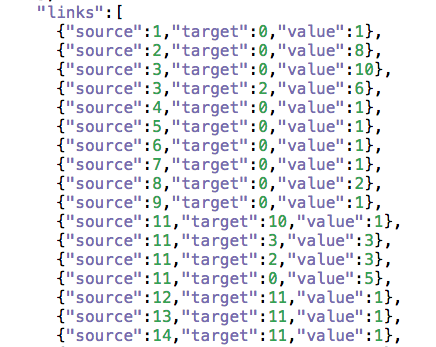 "links":[
{"source":1,"target":0,"value":1},
{"source":2,"target":0,"value":8},
{"source":3,"target":0,"value":10},
{"source":3,"target":2,"value":6},
{"source":4,"target":0,"value":1},
{"source":5,"target":0,"value":1},
{"source":6,"target":0,"value":1},
{"source":7,"target":0,"value":1},
{"source":8,"target":0,"value":2},
{"source":9,"target":0,"value":1},
{"source":11,"target":10,"value":1},
{"source":11,"target":3,"value":3},
{"source":11,"target":2,"value":3},
{"source":11,"target":0,"value":5},
{"source":12,"target":11,"value":1},
{"source":13,"target":11,"value":1},
{"source":14,"target":11,"value":1},